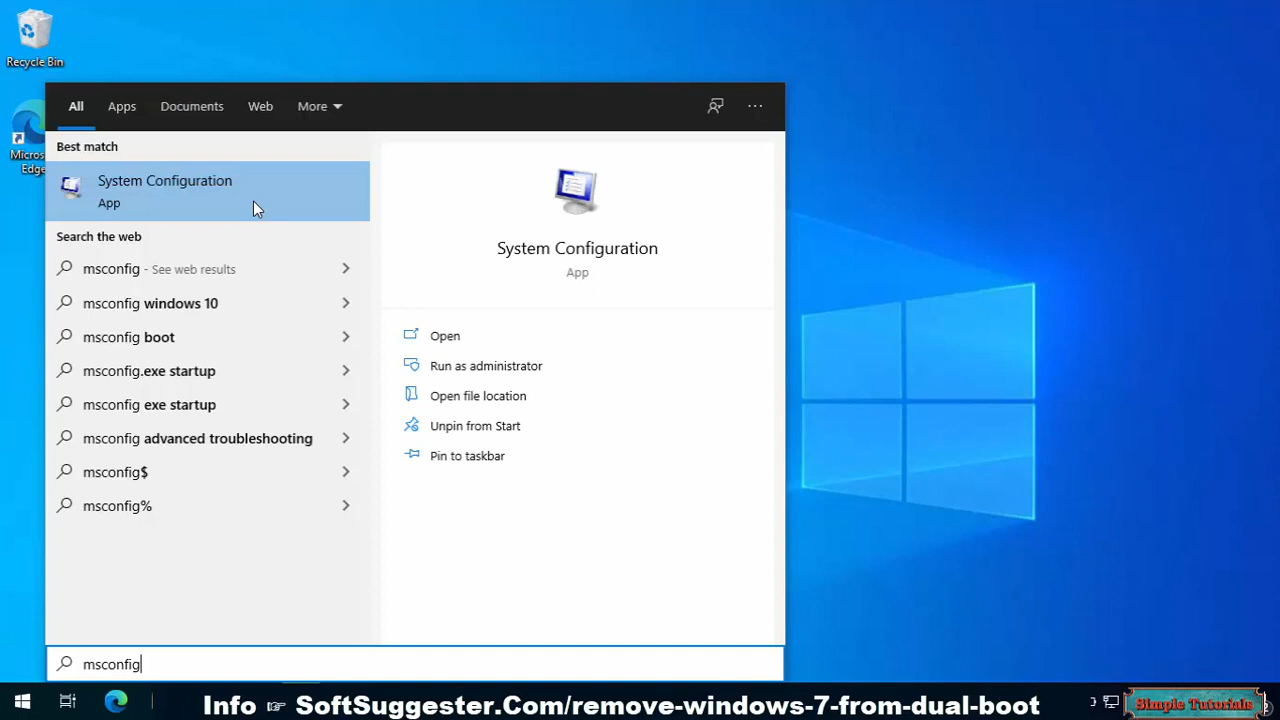 Recycle Bin
Micros
Edge
All Apps Documents Web More
Best match
System Configuration
App
Search the web
msconfig - See web results
msconfig windows 10
msconfig boot
msconfig.exe startup
msconfig exe startup
msconfig advanced troubleshooting
msconfig$
msconfig%
System Configuration
App
Open
Run as administrator
Open file location
Unpin from Start
Pin to taskbar
msconfig
Info ☞ SoftSuggester.Com/remove-windows-7-from-dual-boot
Simple Tutorials